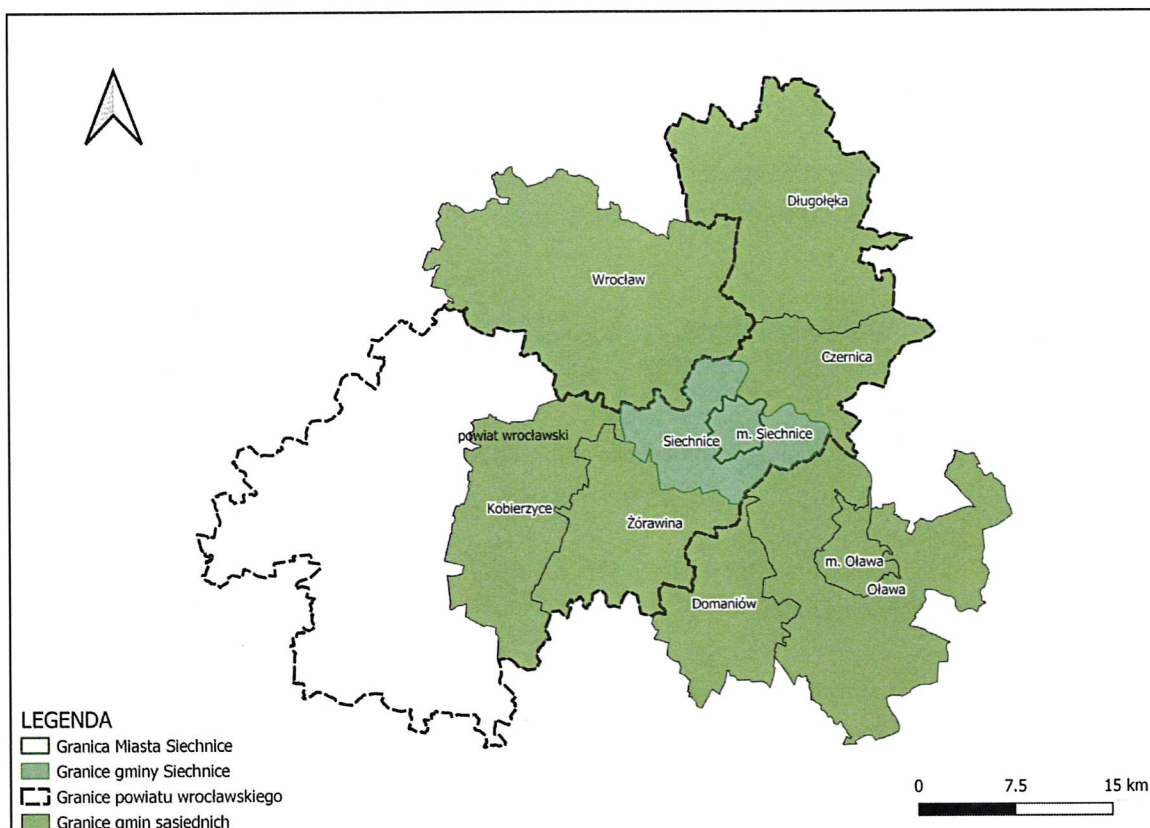 Długołęka
Wrocław
Czernica
powiat wrocławski
Siechnice
m. Siechnice
Kobierzyce
Żórawina
m. Oława
Oława
Domaniów
LEGENDA
Granica Miasta Siechnice
Granice gminy Siechnice
Granice powiatu wrocławskiego
Granice gmin sąsiednich
0 7.5 15 km